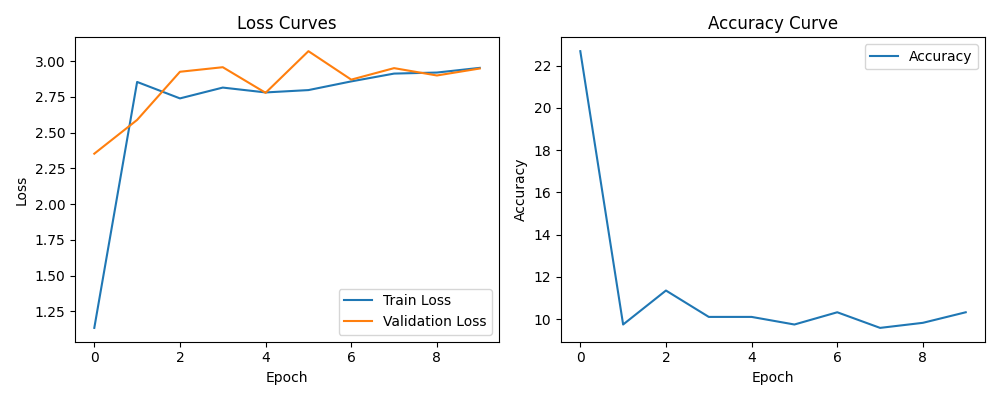 Loss Curves
Loss
3.00
2.75
2.50
2.25
2.00
1.75
1.50
1.25
0 2 4 6 8
Epoch
Train Loss
Validation Loss
Accuracy Curve
Accuracy
22
20
18
16
14
12
10
0 2 4 6 8
Epoch
Accuracy